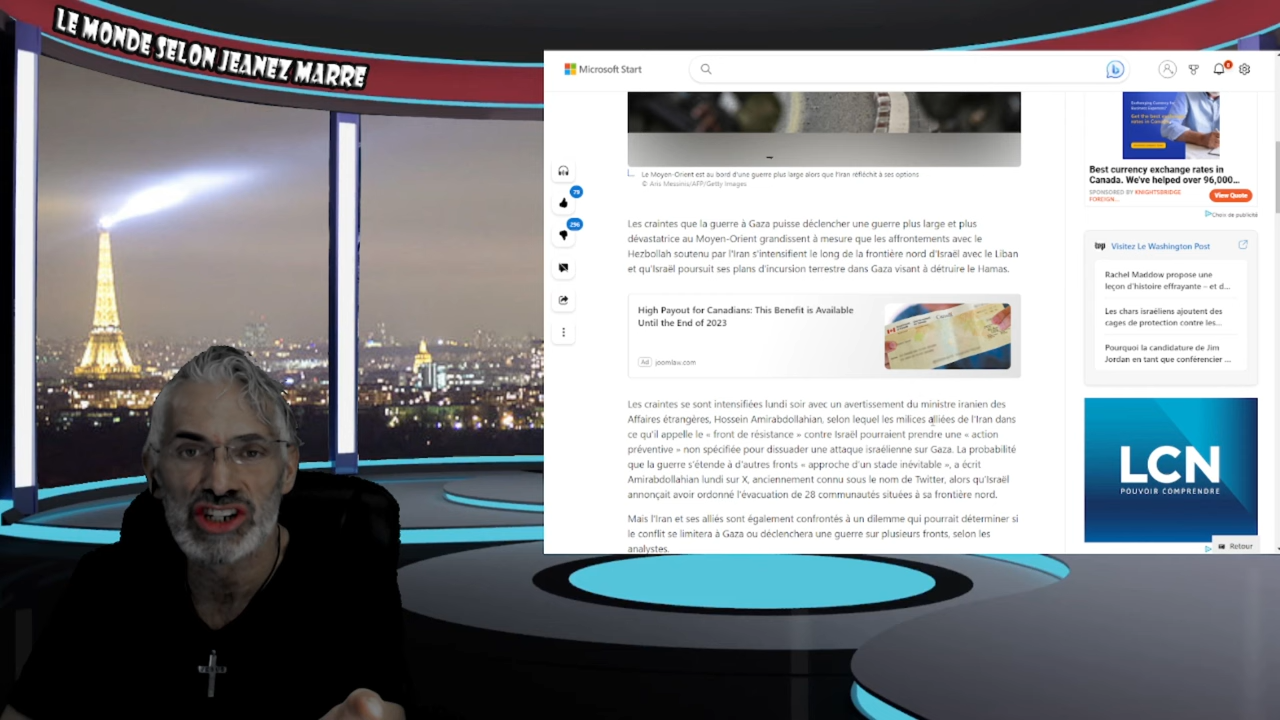 LE MONDE SELON JEANEZ MARRE
Microsoft Start
8
Le Moyen-Orient est au bord d'une guerre plus large alors que l'Iran réfléchit à ses options
© Aris Messinis/AFP/Getty Images
79
296
Les craintes que la guerre à Gaza puisse déclencher une guerre plus large et plus
dévastatrice au Moyen-Orient grandissent à mesure que les affrontements avec le
Hezbollah soutenu par l'Iran s'intensifient le long de la frontière nord d'Israël avec le Liban
et qu'Israël poursuit ses plans d'incursion terrestre dans Gaza visant à détruire le Hamas.
High Payout for Canadians: This Benefit is Available
Until the End of 2023
Ad joomlaw.com
Les craintes se sont intensifiées lundi soir avec un avertissement du ministre iranien des
Affaires étrangères, Hossein Amirabdollahian, selon lequel les milices alliées de l'Iran dans
ce qu'il appelle le « front de résistance » contre Israël pourraient prendre une « action
préventive » non spécifiée pour dissuader une attaque israélienne sur Gaza. La probabilité
que la guerre s'étende à d'autres fronts « approche d'un stade inévitable », a écrit
Amirabdollahian lundi sur X, anciennement connu sous le nom de Twitter, alors qu'Israël
annonçait avoir ordonné l'évacuation de 28 communautés situées à sa frontière nord.
Mais l'Iran et ses alliés sont également confrontés à un dilemme qui pourrait déterminer si
le conflit se limitera à Gaza ou déclenchera une guerre sur plusieurs fronts, selon les
analystes.
Best currency exchange rates in
Canada. We've helped over 96,000...
SPONSORED BY KNIGHTSBRIDGE
FOREIGN...
View Quote
Choix de publicité
wp Visitez Le Washington Post
Rachel Maddow propose une
leçon d'histoire effrayante – et d...
Les chars israéliens ajoutent des
cages de protection contre les...
Pourquoi la candidature de Jim
Jordan en tant que conférencier ...
LCN
POUVOIR COMPRENDRE
Retour